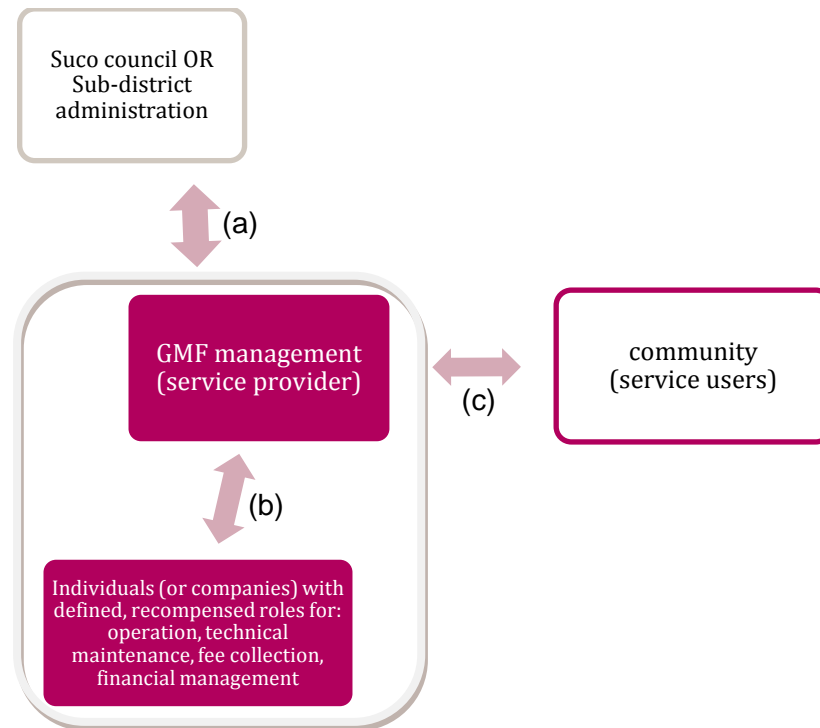 Suco council OR
Sub-district
administration
(a)
GMF management
(service provider)
community
(service users)
(c)
(b)
Individuals (or companies) with
defined, recompensed roles for:
operation, technical
maintenance, fee collection,
financial management